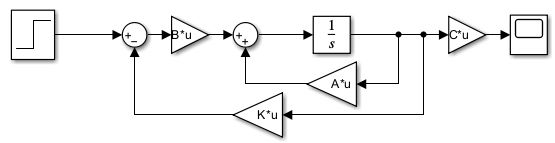 + − B*u + + 1/s C*u
A*u
K*u